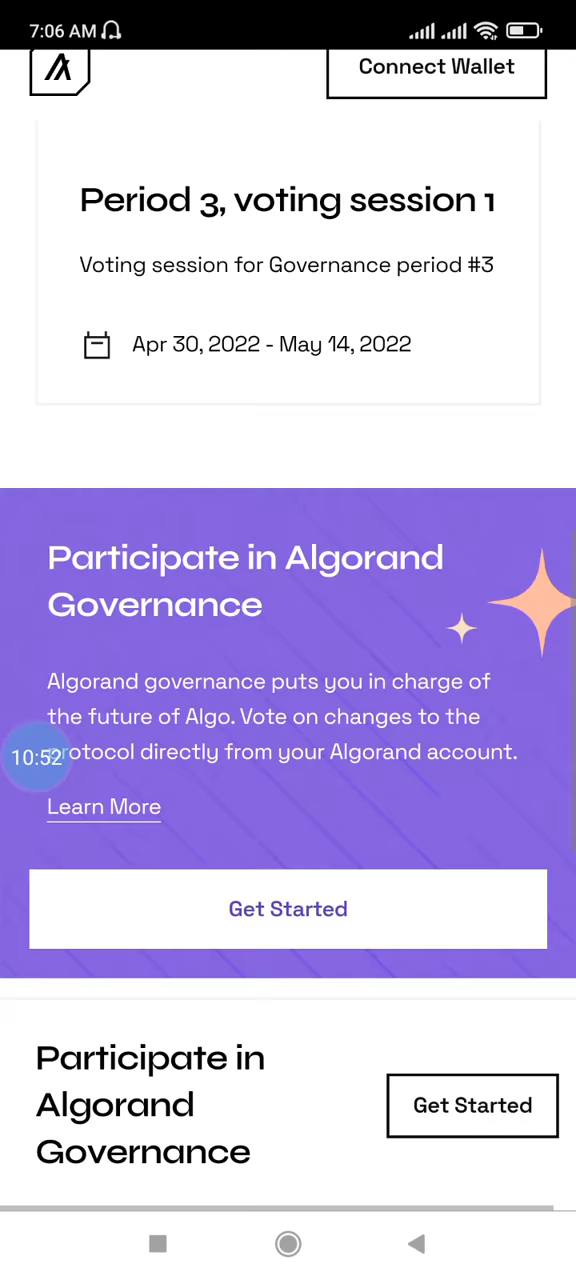 7:06 AM
Connect Wallet
Period 3, voting session 1
Voting session for Governance period #3
Apr 30, 2022 - May 14, 2022
Participate in Algorand
Governance
Algorand governance puts you in charge of
the future of Algo. Vote on changes to the
protocol directly from your Algorand account.
10:52
Learn More
Get Started
Participate in
Algorand
Governance
Get Started